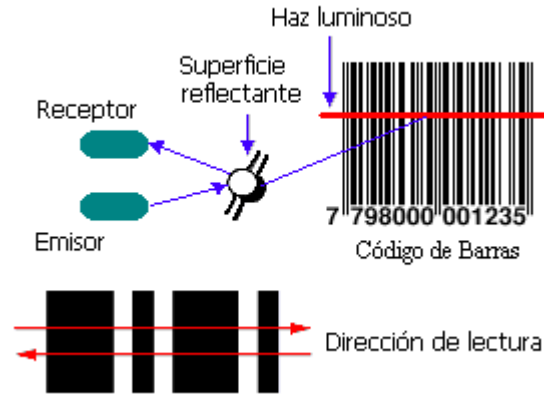 Haz luminoso
Superficie
reflectante
Receptor
Emisor
7 798000 001235
Código de Barras
Dirección de lectura